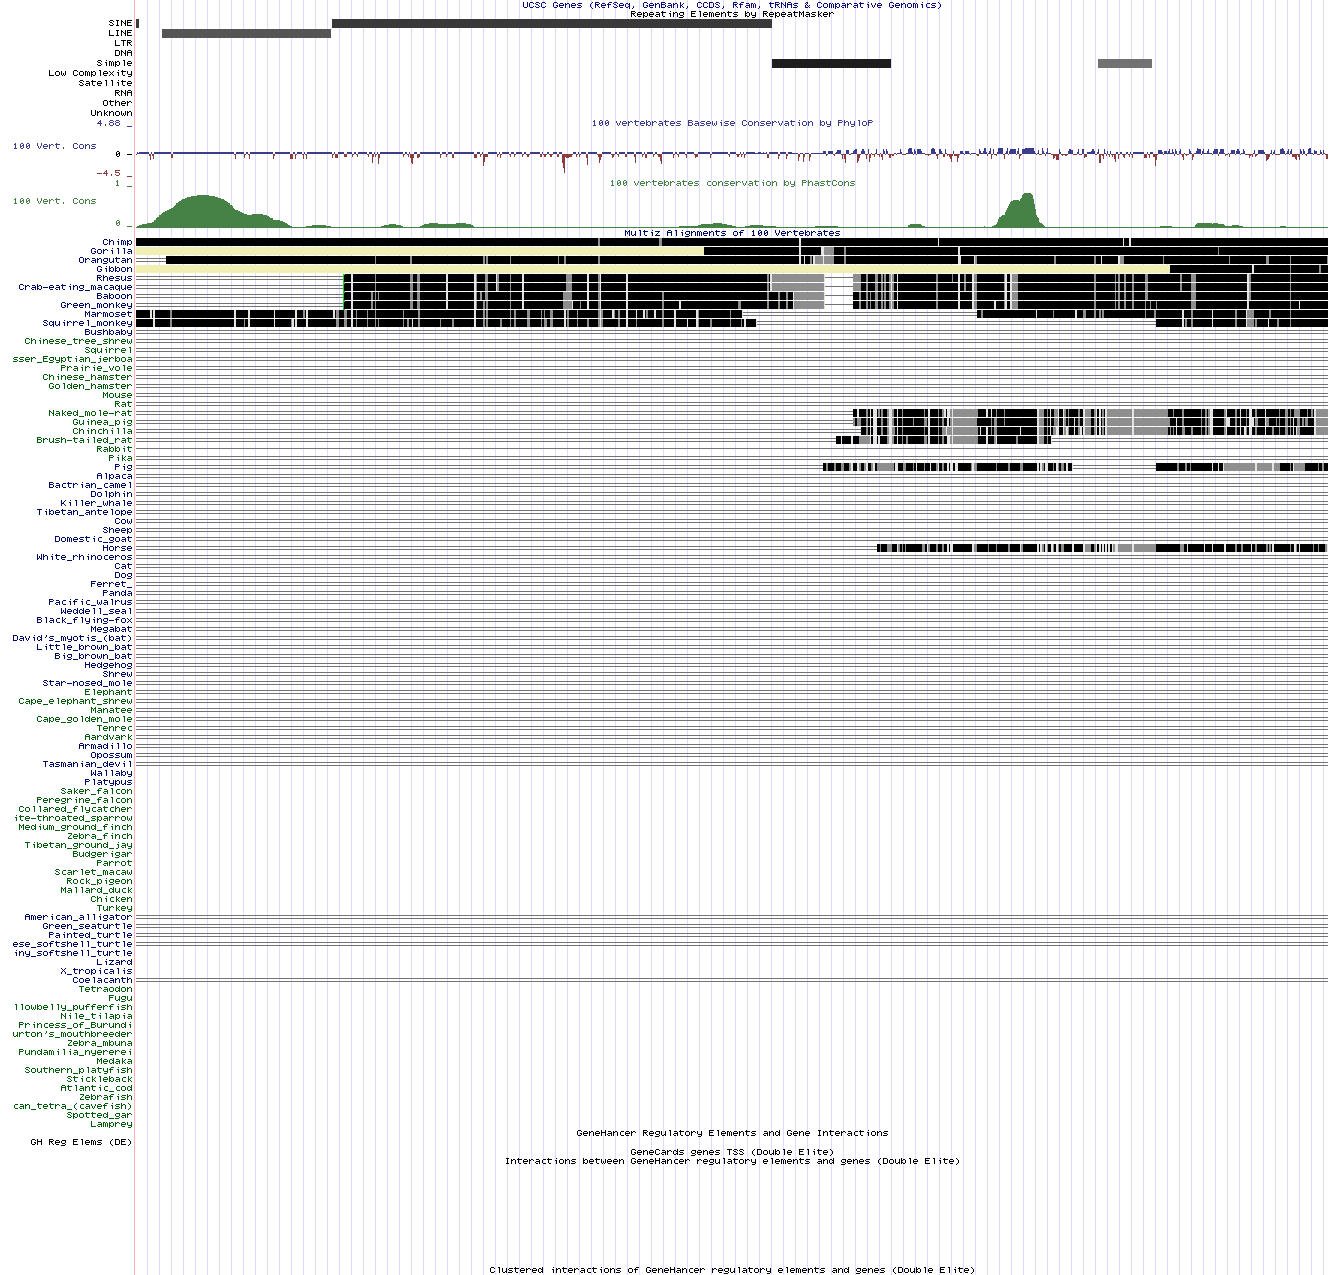 UCSC Genes (RefSeq, GenBank, CCDS, Rfam, tRNAs & Comparative Genomics)
Repeating Elements by RepeatMasker
SINE
LINE
LTR
DNA
Simple
Low Complexity
Satellite
RNA
Other
Unknown
4.88 _
100 vertebrates Basewise Conservation by PhyloP
100 Vert. Cons
0 _
-4.5 _
1 _
100 vertebrates conservation by PhastCons
100 Vert. Cons
0 _
Multiz Alignments of 100 Vertebrates
Chimp
Gorilla
Orangutan
Gibbon
Rhesus
Crab-eating_macaque
Baboon
Green_monkey
Marmoset
Squirrel_monkey
Bushbaby
Chinese_tree_shrew
Squirrel
sser_Egyptian_jerboa
Prairie_vole
Chinese_hamster
Golden_hamster
Mouse
Rat
Naked_mole-rat
Guinea_pig
Chinchilla
Brush-tailed_rat
Rabbit
Pika
Pig
Alpaca
Bactrian_camel
Dolphin
Killer_whale
Tibetan_antelope
Cow
Sheep
Domestic_goat
Horse
White_rhinoceros
Cat
Dog
Ferret_
Panda
Pacific_walrus
Weddell_seal
Black_flying-fox
Megabat
David's_myotis_(bat)
Little_brown_bat
Big_brown_bat
Hedgehog
Shrew
Star-nosed_mole
Elephant
Cape_elephant_shrew
Manatee
Cape_golden_mole
Tenrec
Aardvark
Armadillo
Opossum
Tasmanian_devil
Wallaby
Platypus
Saker_falcon
Peregrine_falcon
Collared_flycatcher
ite-throated_sparrow
Medium_ground_finch
Zebra_finch
Tibetan_ground_jay
Budgerigar
Parrot
Scarlet_macaw
Rock_pigeon
Mallard_duck
Chicken
Turkey
American_alligator
Green_seaturtle
Painted_turtle
ese_softshell_turtle
iny_softshell_turtle
Lizard
X_tropicalis
Coelacanth
Tetraodon
Fugu
llowbelly_pufferfish
Nile_tilapia
Princess_of_Burundi
urton's_mouthbreeder
Zebra_mbuna
Pundamilia_nyererei
Medaka
Southern_platyfish
Stickleback
Atlantic_cod
Zebrafish
can_tetra_(cavefish)
Spotted_gar
Lamprey
GeneHancer Regulatory Elements and Gene Interactions
GH Reg Elems (DE)
GeneCards genes TSS (Double Elite)
Interactions between GeneHancer regulatory elements and genes (Double Elite)
Clustered interactions of GeneHancer regulatory elements and genes (Double Elite)